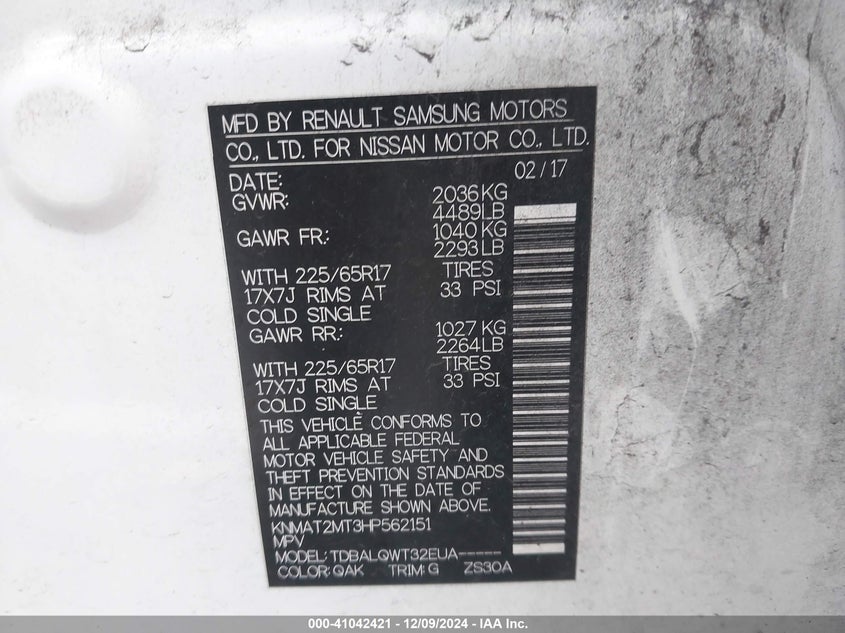 MFD BY RENAULT SAMSUNG MOTORS
CO., LTD. FOR NISSAN MOTOR CO., LTD.
DATE: 02/17
GVWR: 2036KG
4489LB
GAWR FR: 1040KG
2293LB
WITH 225/65R17 TIRES
17X7J RIMS AT 33 PSI
COLD SINGLE
GAWR RR: 1027KG
2264LB
WITH 225/65R17 TIRES
17X7J RIMS AT 33 PSI
COLD SINGLE
THIS VEHICLE CONFORMS TO
ALL APPLICABLE FEDERAL
MOTOR VEHICLE SAFETY AND
THEFT PREVENTION STANDARDS
IN EFFECT ON THE DATE OF
MANUFACTURE SHOWN ABOVE.
KNMAT2MT3HP562151
MPV
MODEL: TDBALQWT32EUA-----
COLOR: QAK TRIM: G ZS30A
000-41042421 - 12/09/2024 - IAA Inc.